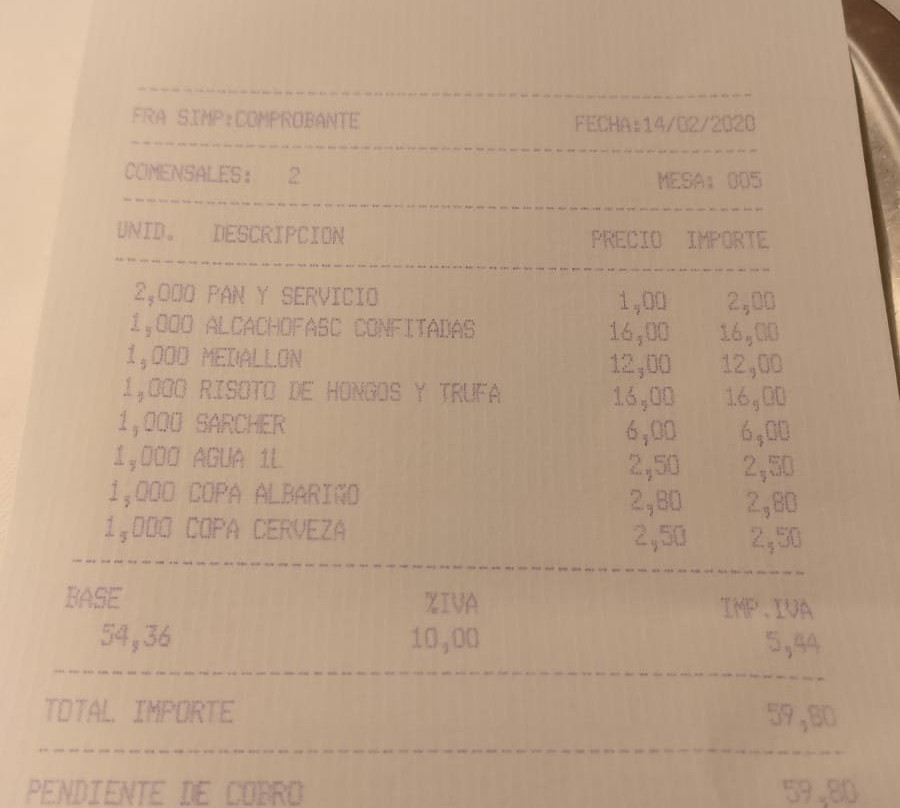 FRA SIMP:COMPROBANTE FECHA:14/02/2020
COMENSALES: 2 MESA: 005
UNID. DESCRIPCION PRECIO IMPORTE
2,000 PAN Y SERVICIO 1,00 2,00
1,000 ALCACHOFASC CONFITADAS 16,00 16,00
1,000 MEDALLON 12,00 12,00
1,000 RISOTO DE HONGOS Y TRUFA 16,00 16,00
1,000 SARCHER 6,00 6,00
1,000 AGUA 1L 2,50 2,50
1,000 COPA ALBARIÑO 2,80 2,80
1,000 COPA CERVEZA 2,50 2,50
BASE %IVA IMP.IVA
54,36 10,00 5,44
TOTAL IMPORTE 59,80
PENDIENTE DE COBRO 59,80